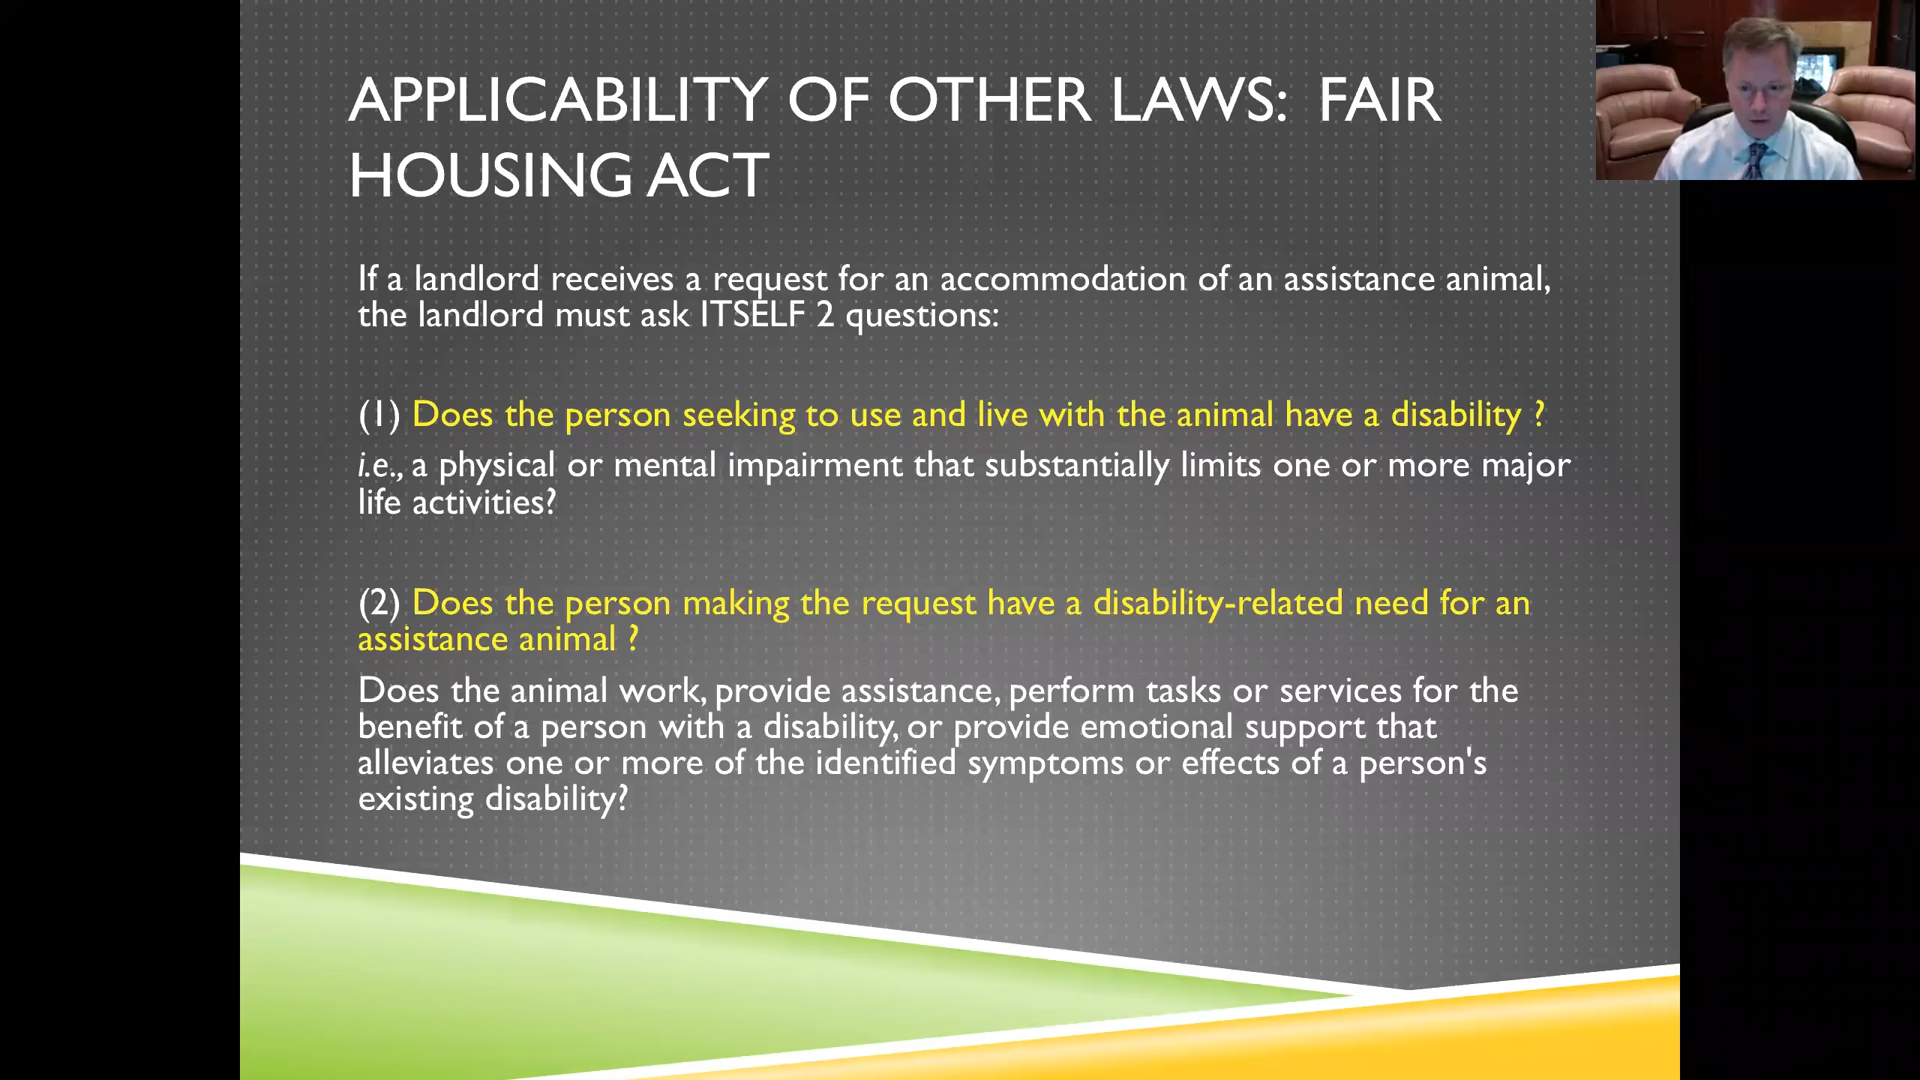 APPLICABILITY OF OTHER LAWS: FAIR
HOUSING ACT
If a landlord receives a request for an accommodation of an assistance animal,
the landlord must ask ITSELF 2 questions:
(1) Does the person seeking to use and live with the animal have a disability ?
i.e., a physical or mental impairment that substantially limits one or more major
life activities?
(2) Does the person making the request have a disability-related need for an
assistance animal ?
Does the animal work, provide assistance, perform tasks or services for the
benefit of a person with a disability, or provide emotional support that
alleviates one or more of the identified symptoms or effects of a person's
existing disability?